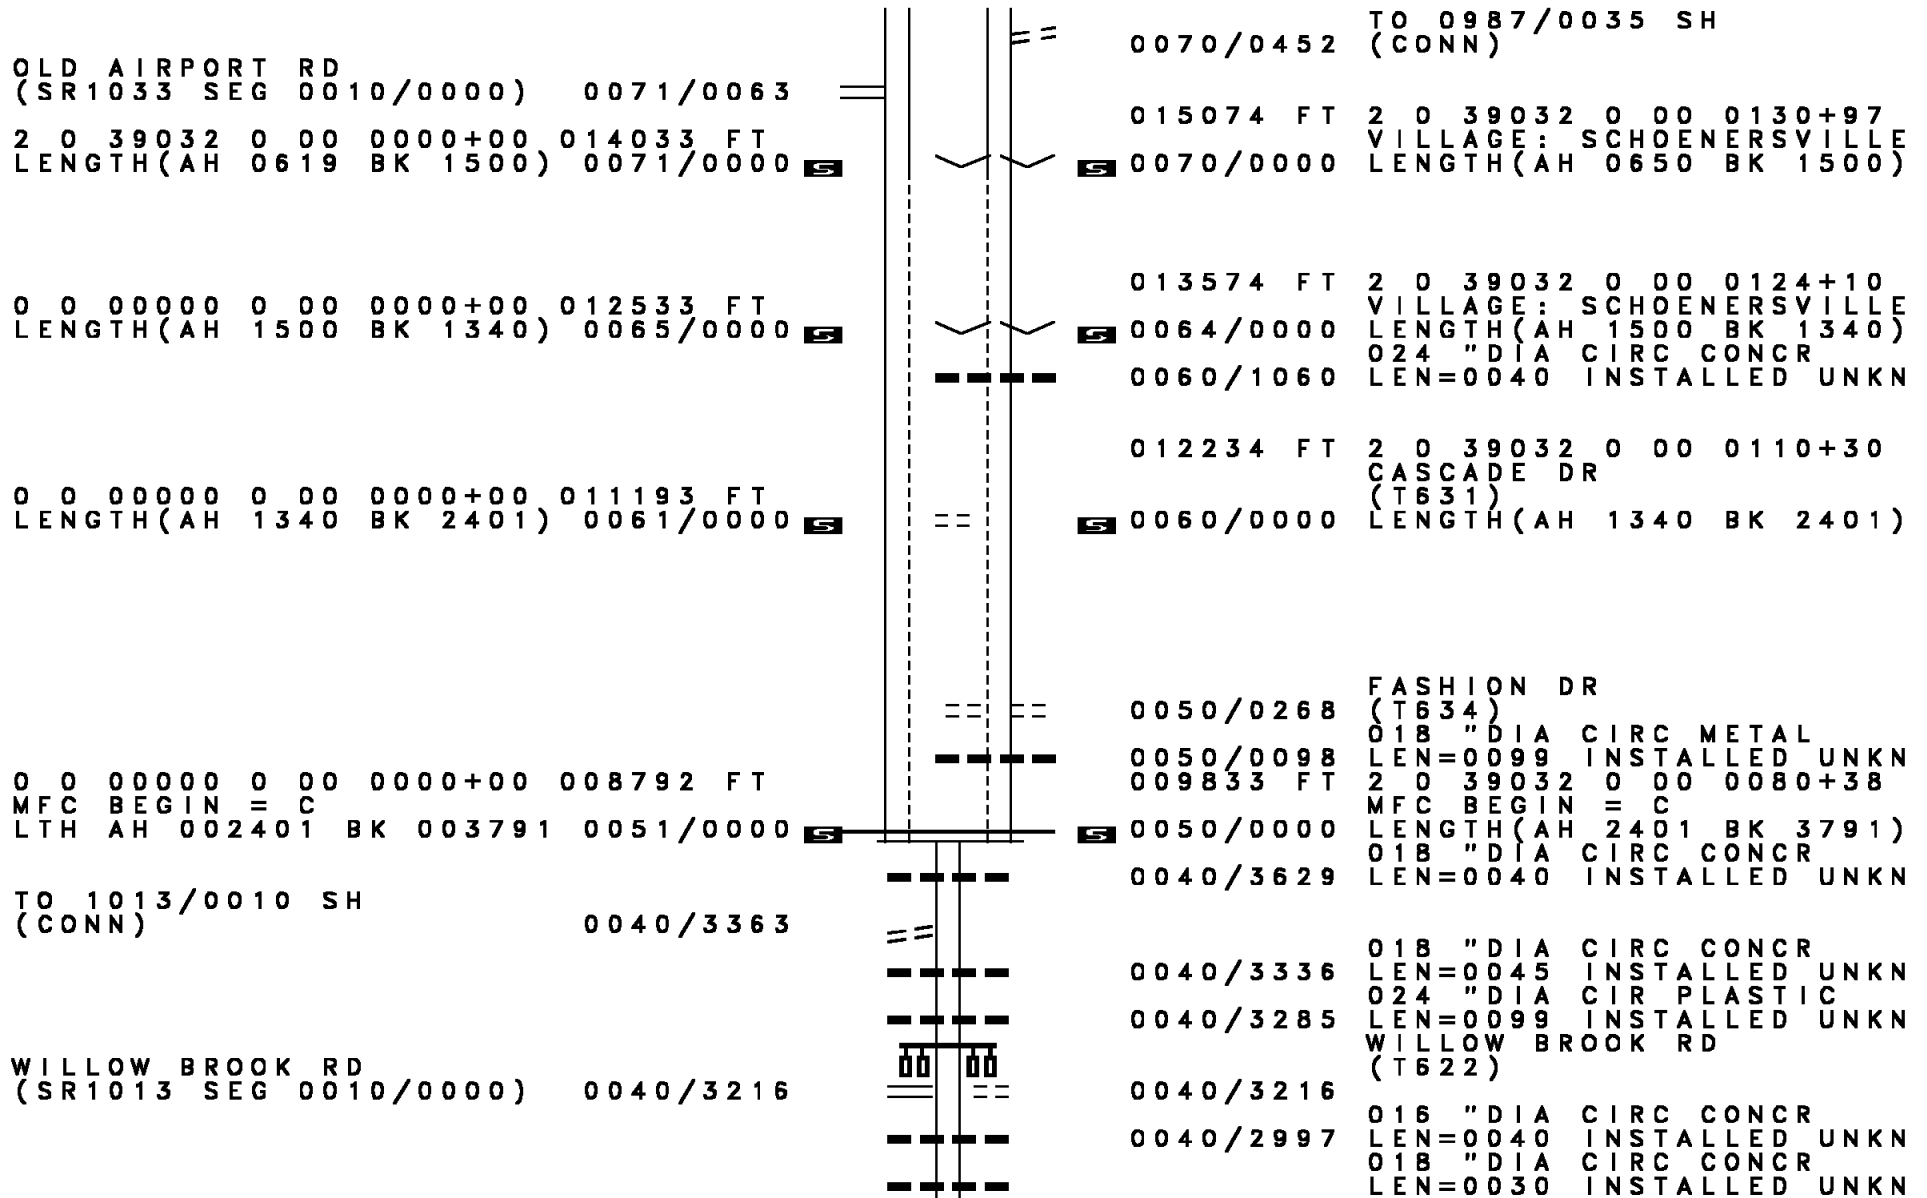 TO 0987/0035 SH
0070/0452 (CONN)
OLD AIRPORT RD
(SR1033 SEG 0010/0000) 0071/0063
015074 FT 2 0 39032 0 00 0130+97
2 0 39032 0 00 0000+00 014033 FT
VILLAGE: SCHOENERSVILLE
LENGTH(AH 0619 BK 1500) 0071/0000 S
S 0070/0000 LENGTH(AH 0650 BK 1500)
013574 FT 2 0 39032 0 00 0124+10
0 0 00000 0 00 0000+00 012533 FT
VILLAGE: SCHOENERSVILLE
LENGTH(AH 1500 BK 1340) 0065/0000 S
S 0064/0000 LENGTH(AH 1500 BK 1340)
024 "DIA CIRC CONCR
0060/1060 LEN=0040 INSTALLED UNKN
012234 FT 2 0 39032 0 00 0110+30
CASCADE DR
0 0 00000 0 00 0000+00 011193 FT
(T631)
LENGTH(AH 1340 BK 2401) 0061/0000 S
S 0060/0000 LENGTH(AH 1340 BK 2401)
FASHION DR
0050/0268 (T634)
018 "DIA CIRC METAL
0050/0098 LEN=0099 INSTALLED UNKN
0 0 00000 0 00 0000+00 008792 FT
009833 FT 2 0 39032 0 00 0080+38
MFC BEGIN = C
MFC BEGIN = C
LTH AH 002401 BK 003791 0051/0000 S
S 0050/0000 LENGTH(AH 2401 BK 3791)
018 "DIA CIRC CONCR
0040/3629 LEN=0040 INSTALLED UNKN
TO 1013/0010 SH
(CONN) 0040/3363
018 "DIA CIRC CONCR
0040/3336 LEN=0045 INSTALLED UNKN
024 "DIA CIR PLASTIC
0040/3285 LEN=0099 INSTALLED UNKN
WILLOW BROOK RD
(T622)
WILLOW BROOK RD
(SR1013 SEG 0010/0000) 0040/3216
0040/3216
016 "DIA CIRC CONCR
0040/2997 LEN=0040 INSTALLED UNKN
018 "DIA CIRC CONCR
LEN=0030 INSTALLED UNKN